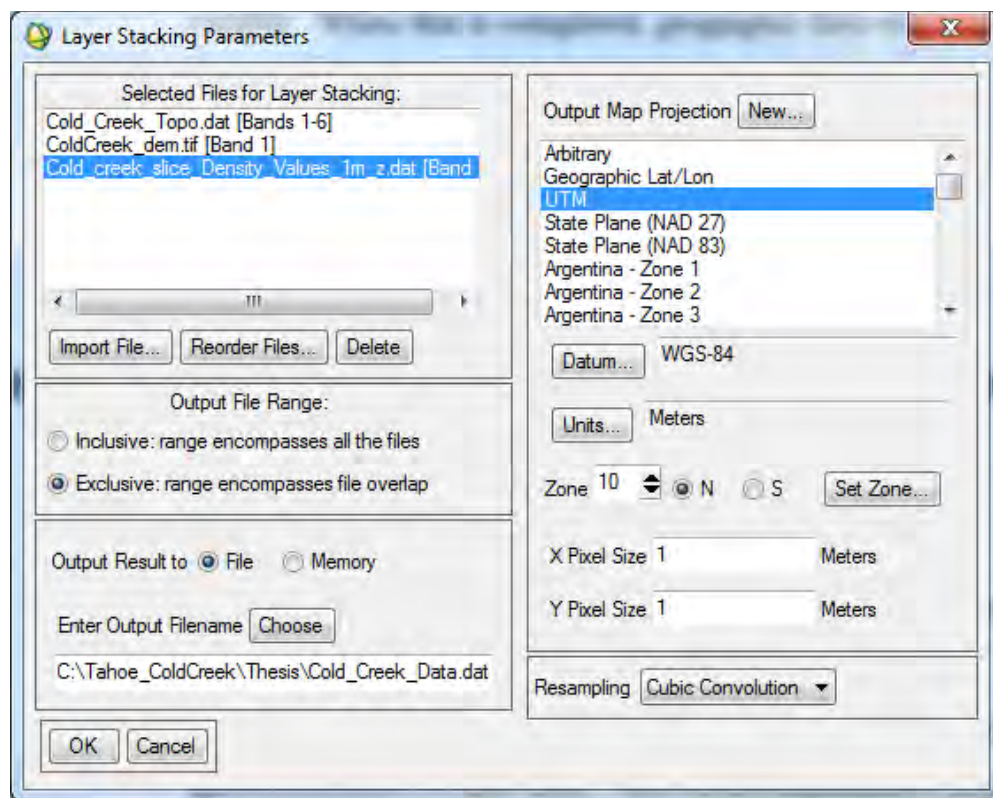 Layer Stacking Parameters
Selected Files for Layer Stacking:
Cold_Creek_Topo.dat [Bands 1-6]
ColdCreek_dem.tif [Band 1]
Cold_creek_slice_Density_Values_1m_z.dat [Band
Import File...
Reorder Files...
Delete
Output File Range:
Inclusive: range encompasses all the files
Exclusive: range encompasses file overlap
Output Result to File Memory
Enter Output Filename Choose
C:\Tahoe_ColdCreek\Thesis\Cold_Creek_Data.dat
OK
Cancel
Output Map Projection New...
Arbitrary
Geographic Lat/Lon
UTM
State Plane (NAD 27)
State Plane (NAD 83)
Argentina - Zone 1
Argentina - Zone 2
Argentina - Zone 3
Datum... WGS-84
Units... Meters
Zone 10 N S Set Zone...
X Pixel Size 1 Meters
Y Pixel Size 1 Meters
Resampling Cubic Convolution